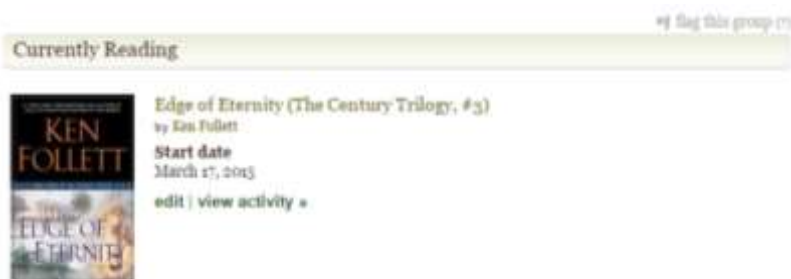 flag this group
Currently Reading
KEN
FOLLETT
EDGE OF
ETERNITY
Edge of Eternity (The Century Trilogy, #3)
by Ken Follett
Start date
March 17, 2015
edit | view activity »